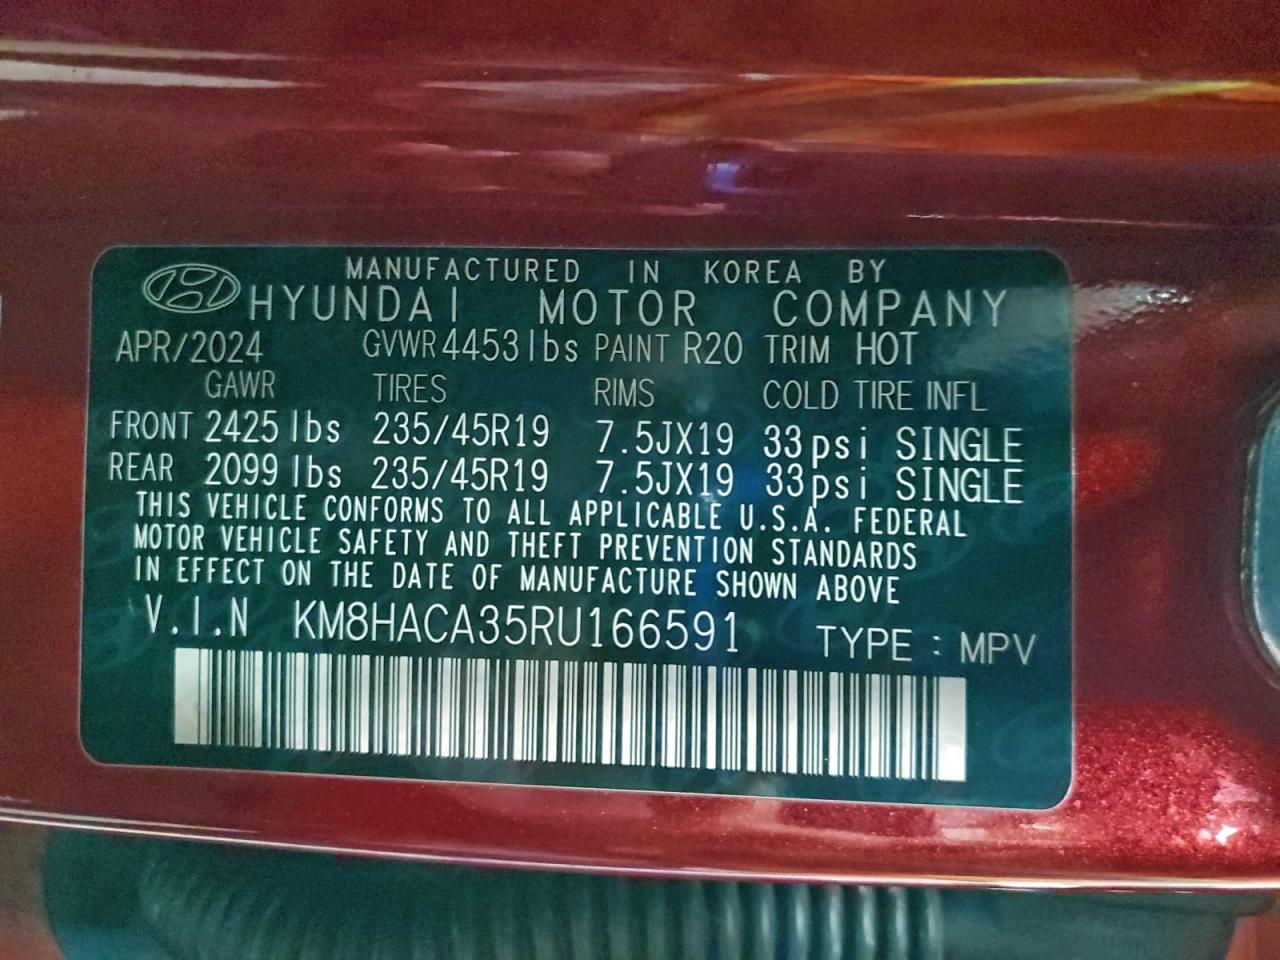 MANUFACTURED IN KOREA BY
HYUNDAI MOTOR COMPANY
APR/2024 GVWR 4453 lbs PAINT R20 TRIM HOT
GAWR TIRES RIMS COLD TIRE INFL
FRONT 2425 lbs 235/45R19 7.5JX19 33psi SINGLE
REAR 2099 lbs 235/45R19 7.5JX19 33psi SINGLE
THIS VEHICLE CONFORMS TO ALL APPLICABLE U.S.A. FEDERAL
MOTOR VEHICLE SAFETY AND THEFT PREVENTION STANDARDS
IN EFFECT ON THE DATE OF MANUFACTURE SHOWN ABOVE
V.I.N KM8HACA35RU166591 TYPE : MPV